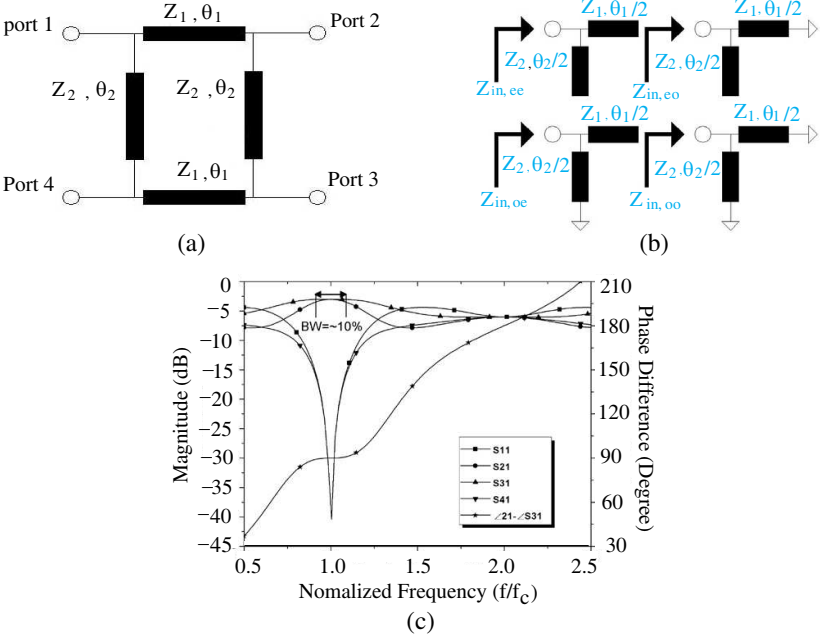 port 1
Z1 , θ1
Port 2
Z2 , θ2
Z2 , θ2
Z1,θ1
Port 4
Port 3
(a)
Z1,θ1/2
Z1,θ1/2
Z2,θ2/2
Z2,θ2/2
Zin, ee
Zin, eo
Z1,θ1/2
Z1,θ1/2
Z2,θ2/2
Z2,θ2/2
Zin, oe
Zin, oo
(b)
0
−5
−10
−15
−20
−25
−30
−35
−40
−45
Magnitude (dB)
BW=~10%
S11
S21
S31
S41
∠21-∠S31
210
180
150
120
90
60
30
Phase Difference (Degree)
0.5
1.0
1.5
2.0
2.5
Nomalized Frequency (f/fc)
(c)